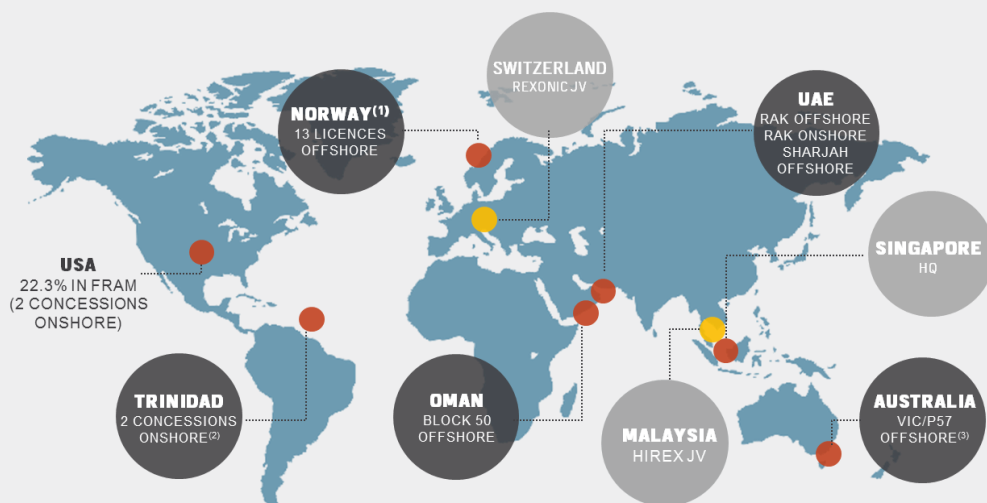 SWITZERLAND
REXONIC JV
NORWAY(1)
13 LICENCES
OFFSHORE
UAE
RAK OFFSHORE
RAK ONSHORE
SHARJAH
OFFSHORE
SINGAPORE
HQ
USA
22.3% IN FRAM
(2 CONCESSIONS
ONSHORE)
TRINIDAD
2 CONCESSIONS
ONSHORE(2)
OMAN
BLOCK 50
OFFSHORE
MALAYSIA
HIREX JV
AUSTRALIA
VIC/P57
OFFSHORE(3)